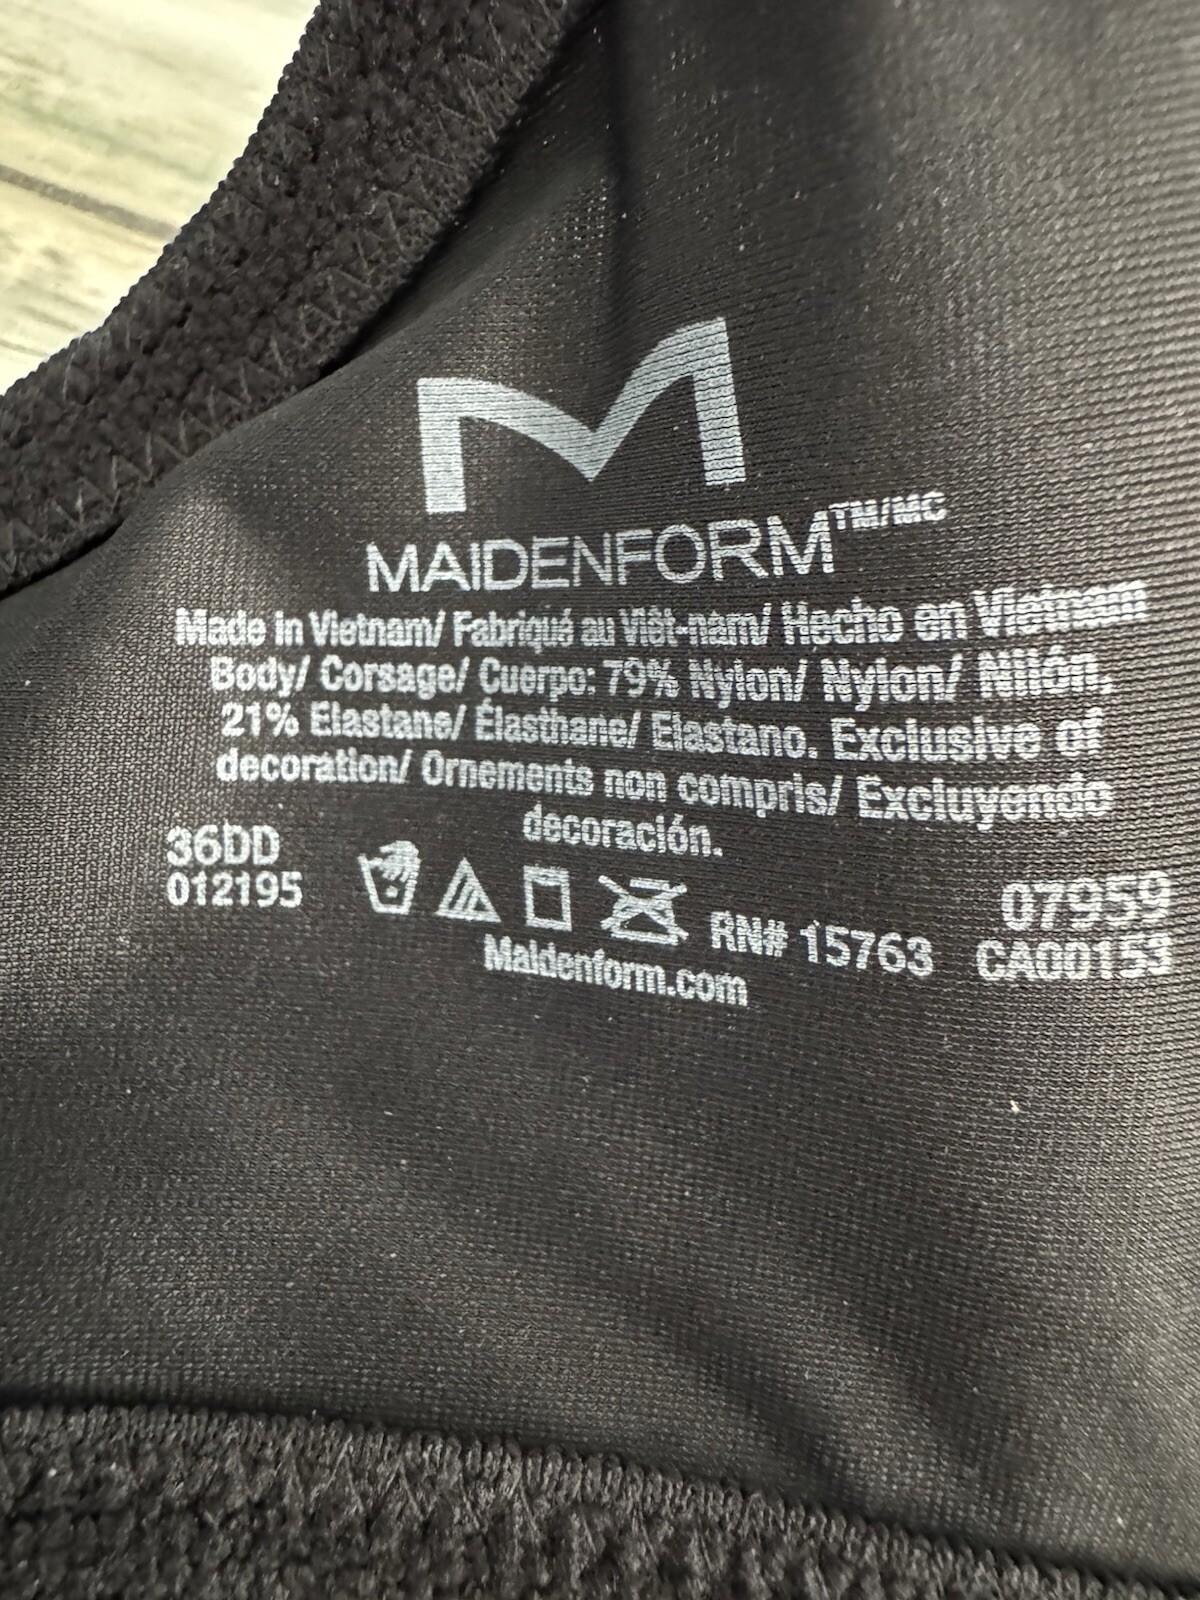 M
MAIDENFORM™/MC
Made in Vietnam/ Fabriqué au Viêt-nam/ Hecho en Vietnam
Body/ Corsage/ Cuerpo: 79% Nylon/ Nylon/ Nilón,
21% Elastane/ Élasthane/ Elastano. Exclusive of
decoration/ Ornements non compris/ Excluyendo
decoración.
36DD
012195
RN# 15763
07959
CA00153
Maidenform.com